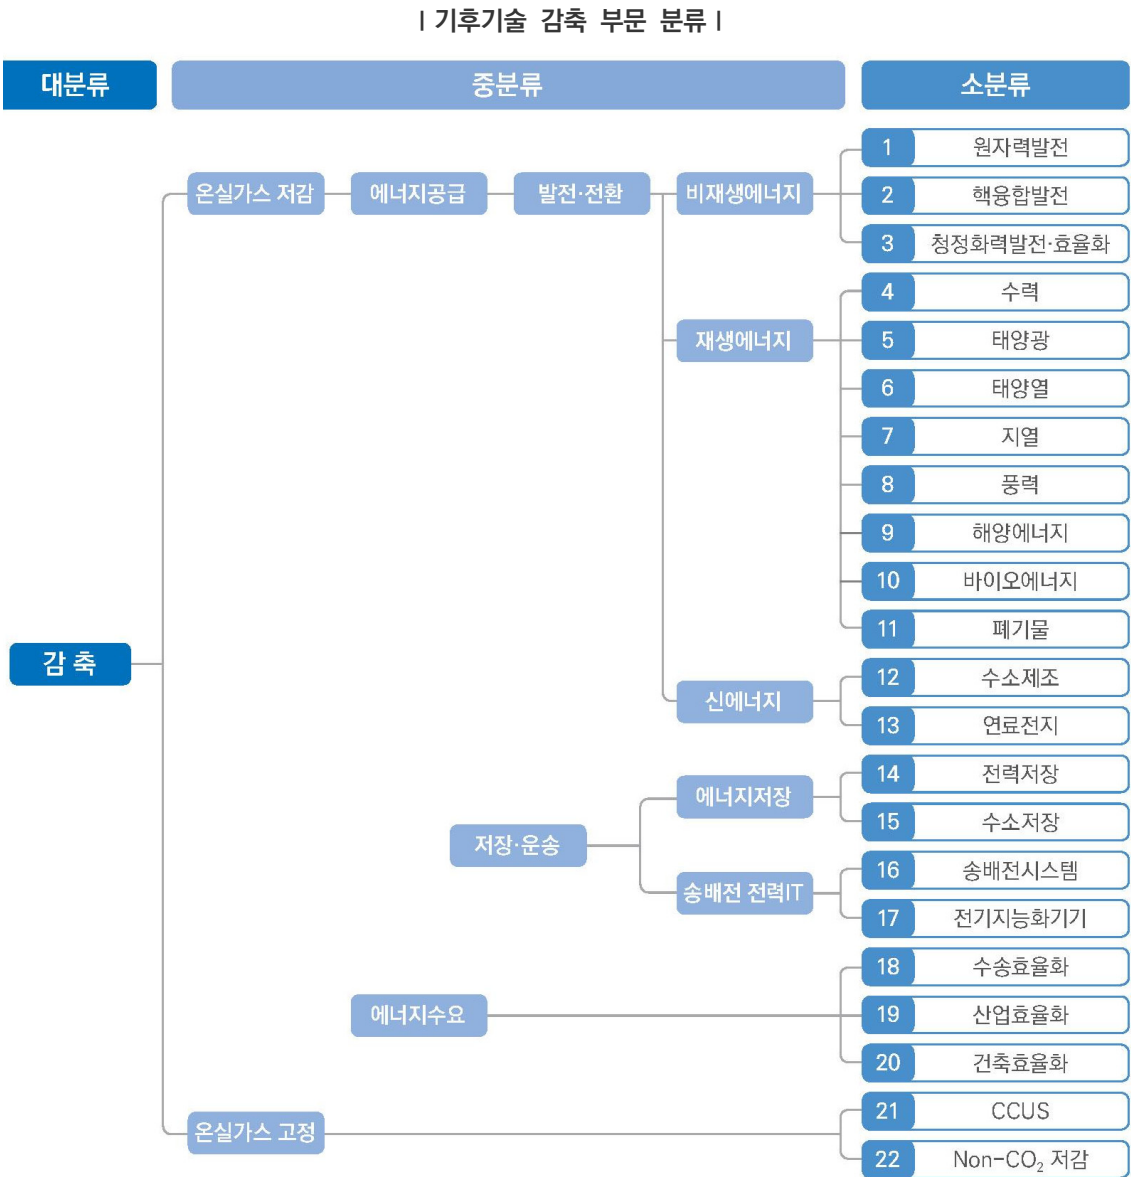 | 기후기술 감축 부문 분류 |
대분류 중분류 소분류
1 원자력발전
온실가스 저감 에너지공급 발전·전환 비재생에너지 2 핵융합발전
3 청정화력발전·효율화
4 수력
재생에너지 5 태양광
6 태양열
7 지열
8 풍력
9 해양에너지
10 바이오에너지
11 폐기물
감 축
12 수소제조
신에너지
13 연료전지
14 전력저장
에너지저장
15 수소저장
저장·운송
16 송배전시스템
송배전 전력IT
17 전기지능화기기
18 수송효율화
에너지수요 19 산업효율화
20 건축효율화
21 CCUS
온실가스 고정
22 Non-CO₂ 저감